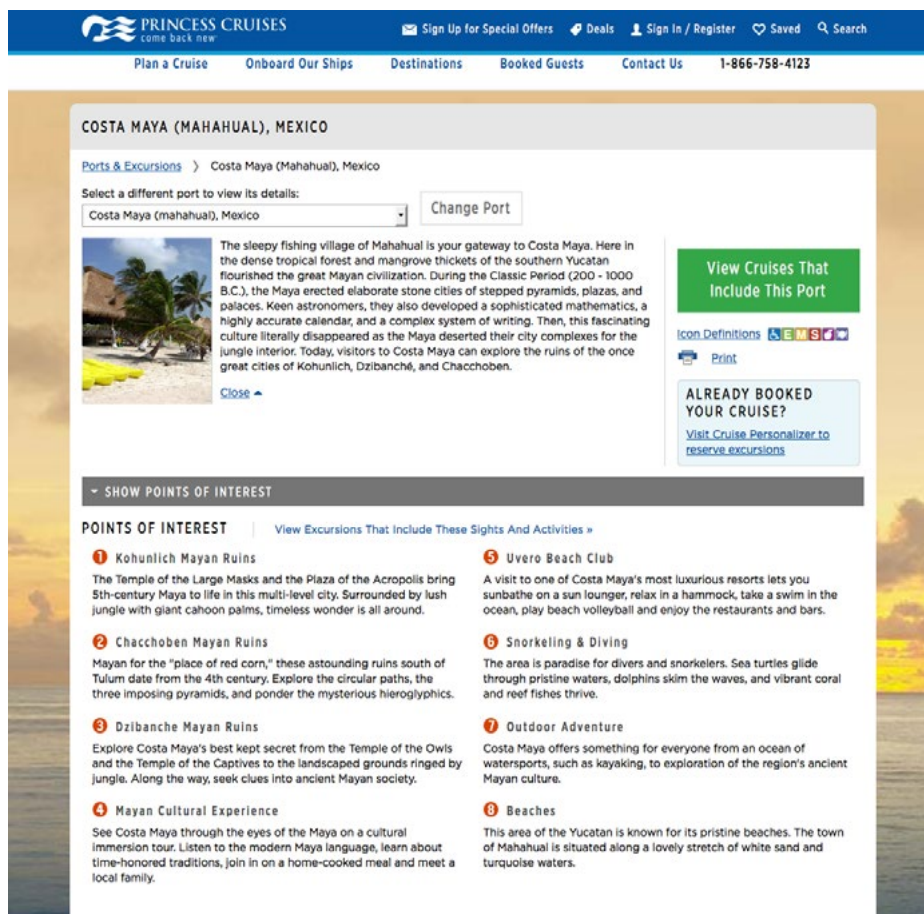 PRINCESS CRUISES
come back new
Sign Up for Special Offers
Deals
Sign In / Register
Saved
Search
Plan a Cruise
Onboard Our Ships
Destinations
Booked Guests
Contact Us
1-866-758-4123
COSTA MAYA (MAHAHUAL), MEXICO
Ports & Excursions > Costa Maya (Mahahual), Mexico
Select a different port to view its details:
Costa Maya (mahahual), Mexico
Change Port
The sleepy fishing village of Mahahual is your gateway to Costa Maya. Here in
the dense tropical forest and mangrove thickets of the southern Yucatan
flourished the great Mayan civilization. During the Classic Period (200 - 1000
B.C.), the Maya erected elaborate stone cities of stepped pyramids, plazas, and
palaces. Keen astronomers, they also developed a sophisticated mathematics, a
highly accurate calendar, and a complex system of writing. Then, this fascinating
culture literally disappeared as the Maya deserted their city complexes for the
jungle interior. Today, visitors to Costa Maya can explore the ruins of the once
great cities of Kohunlich, Dzibanché, and Chacchoben.
Close
View Cruises That
Include This Port
Icon Definitions
E M S
Print
ALREADY BOOKED
YOUR CRUISE?
Visit Cruise Personalizer to
reserve excursions
SHOW POINTS OF INTEREST
POINTS OF INTEREST
View Excursions That Include These Sights And Activities »
1 Kohunlich Mayan Ruins
The Temple of the Large Masks and the Plaza of the Acropolis bring
5th-century Maya to life in this multi-level city. Surrounded by lush
jungle with giant cahoon palms, timeless wonder is all around.
2 Chacchoben Mayan Ruins
Mayan for the "place of red corn," these astounding ruins south of
Tulum date from the 4th century. Explore the circular paths, the
three imposing pyramids, and ponder the mysterious hieroglyphics.
3 Dzibanche Mayan Ruins
Explore Costa Maya's best kept secret from the Temple of the Owls
and the Temple of the Captives to the landscaped grounds ringed by
jungle. Along the way, seek clues into ancient Mayan society.
4 Mayan Cultural Experience
See Costa Maya through the eyes of the Maya on a cultural
immersion tour. Listen to the modern Maya language, learn about
time-honored traditions, join in on a home-cooked meal and meet a
local family.
5 Uvero Beach Club
A visit to one of Costa Maya's most luxurious resorts lets you
sunbathe on a sun lounger, relax in a hammock, take a swim in the
ocean, play beach volleyball and enjoy the restaurants and bars.
6 Snorkeling & Diving
The area is paradise for divers and snorkelers. Sea turtles glide
through pristine waters, dolphins skim the waves, and vibrant coral
and reef fishes thrive.
7 Outdoor Adventure
Costa Maya offers something for everyone from an ocean of
watersports, such as kayaking, to exploration of the region's ancient
Mayan culture.
8 Beaches
This area of the Yucatan is known for its pristine beaches. The town
of Mahahual is situated along a lovely stretch of white sand and
turquoise waters.